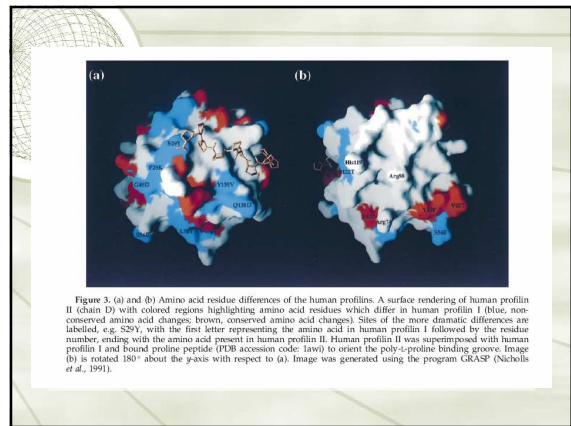 (a)
(b)
S29Y
His119
Arg88
Y139V
Arg74
S56E
Figure 3. (a) and (b) Amino acid residue differences of the human profilins. A surface rendering of human profilin
II (chain D) with colored regions highlighting amino acid residues which differ in human profilin I (blue, non-
conserved amino acid changes; brown, conserved amino acid changes). Sites of the more dramatic differences are
labelled, e.g. S29Y, with the first letter representing the amino acid in human profilin I followed by the residue
number, ending with the amino acid present in human profilin II. Human profilin II was superimposed with human
profilin I and bound proline peptide (PDB accession code: 1awi) to orient the poly-L-proline binding groove. Image
(b) is rotated 180° about the y-axis with respect to (a). Image was generated using the program GRASP (Nicholls
et al., 1991).